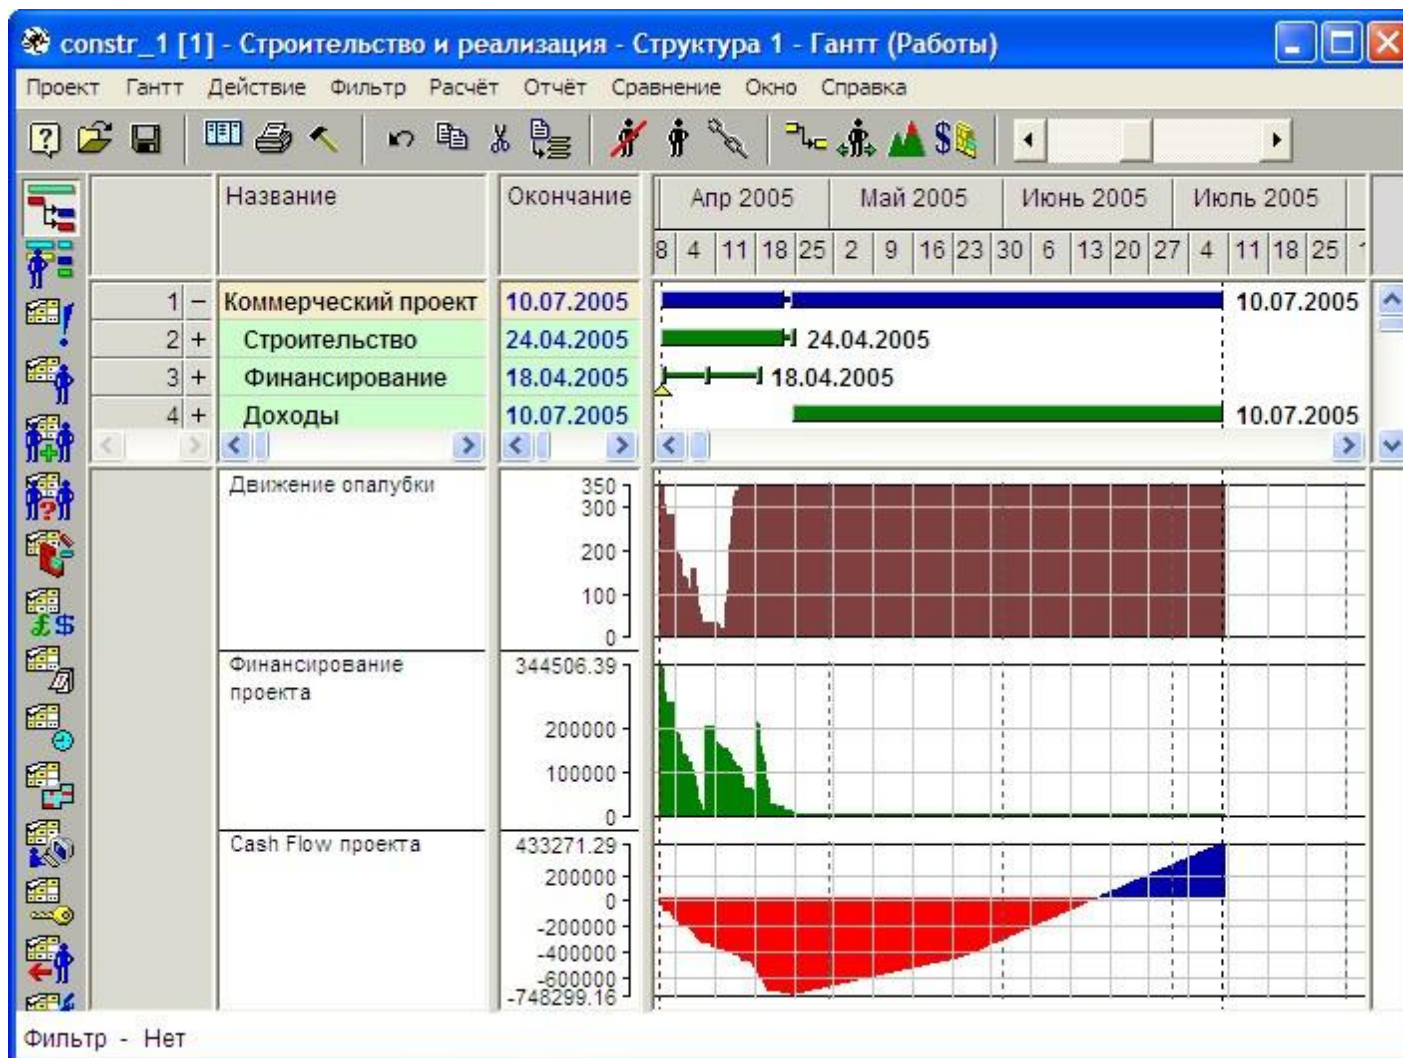 constr_1 [1] - Строительство и реализация - Структура 1 - Гантт (Работы)
Проект Гантт Действие Фильтр Расчёт Отчёт Сравнение Окно Справка
Название Окончание Апр 2005 Май 2005 Июнь 2005 Июль 2005
8 4 11 18 25 2 9 16 23 30 6 13 20 27 4 11 18 25 1
1 – Коммерческий проект 10.07.2005 10.07.2005
2 + Строительство 24.04.2005 24.04.2005
3 + Финансирование 18.04.2005 18.04.2005
4 + Доходы 10.07.2005 10.07.2005
Движение опалубки 350
300
200
100
0
Финансирование 344506.39
проекта
200000
100000
0
Cash Flow проекта 433271.29
200000
0
-200000
-400000
-600000
-748299.16
Фильтр - Нет